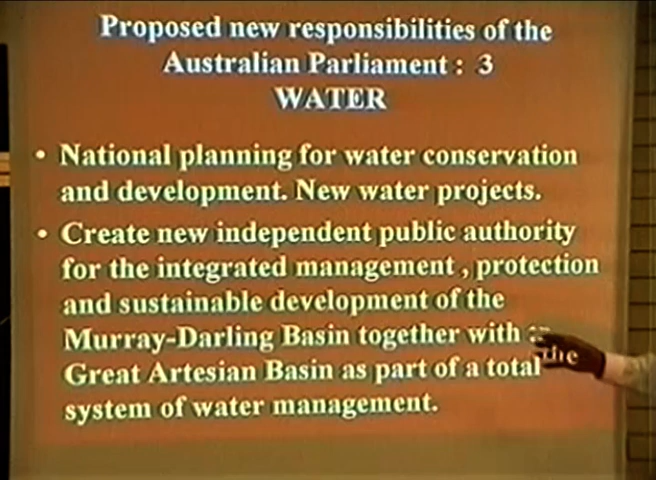 Proposed new responsibilities of the
Australian Parliament : 3
WATER
• National planning for water conservation
and development. New water projects.
• Create new independent public authority
for the integrated management , protection
and sustainable development of the
Murray-Darling Basin together with
the
Great Artesian Basin as part of a total
system of water management.